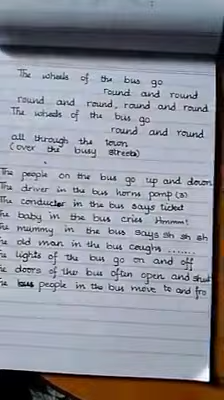 The wheels of the bus go
round and round
round and round, round and round
The wheels of the bus go
round and round
all through the town
(over the busy streets)
The people on the bus go up and down
The driver in the bus horns pomp (3)
The conductor in the bus says ticket
The baby in the bus cries Hmmm!
The mummy in the bus says sh sh sh
he old man in the bus coughs .......
he lights of the bus go on and off
he doors of the bus often open and shut
he people in the bus move to and fro